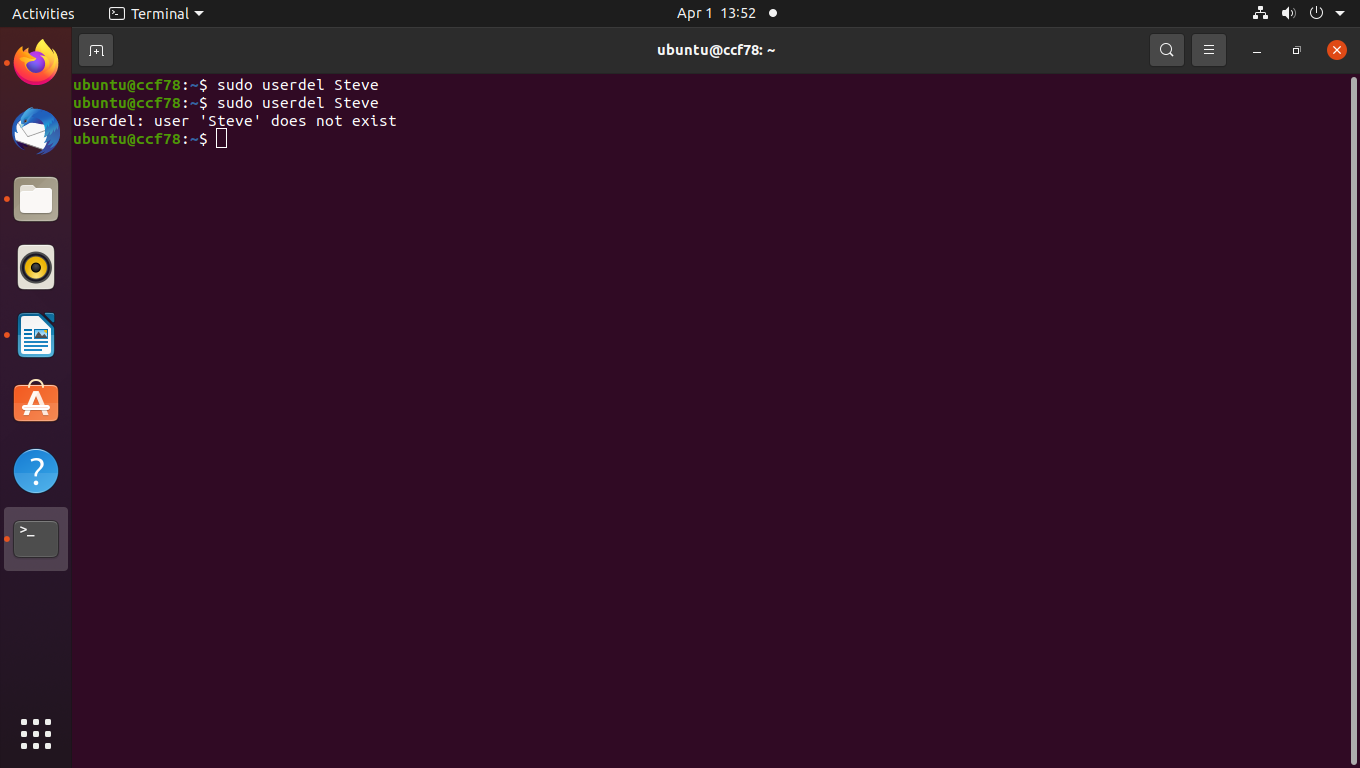 Activities Terminal Apr 1 13:52
ubuntu@ccf78: ~
ubuntu@ccf78:~$ sudo userdel Steve
ubuntu@ccf78:~$ sudo userdel Steve
userdel: user 'Steve' does not exist
ubuntu@ccf78:~$